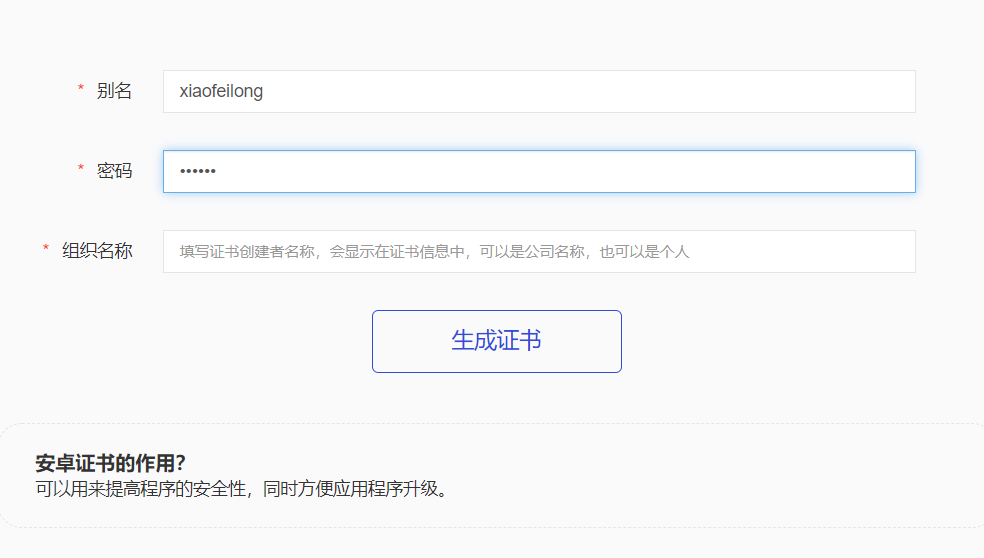 * 别名 xiaofeilong
* 密码 ••••••
* 组织名称 填写证书创建者名称，会显示在证书信息中，可以是公司名称，也可以是个人
生成证书
安卓证书的作用？
可以用来提高程序的安全性，同时方便应用程序升级。